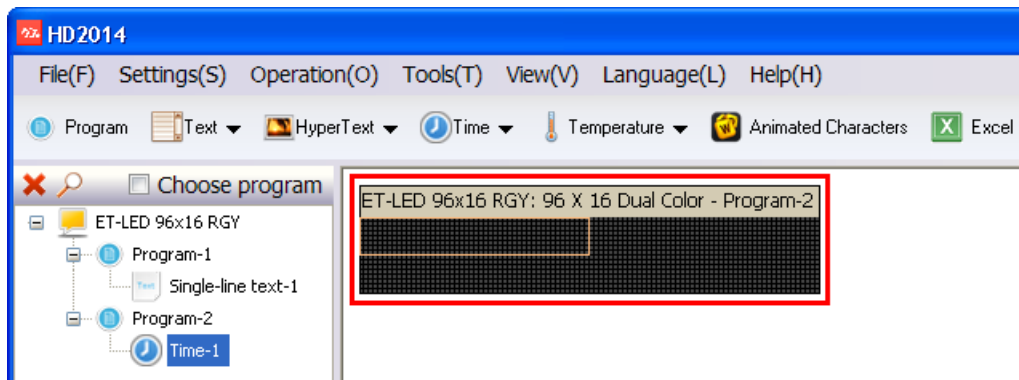 HD2014
File(F) Settings(S) Operation(O) Tools(T) View(V) Language(L) Help(H)
Program Text HyperText Time Temperature Animated Characters Excel
Choose program
ET-LED 96x16 RGY: 96 X 16 Dual Color - Program-2
ET-LED 96x16 RGY
Program-1
Single-line text-1
Program-2
Time-1